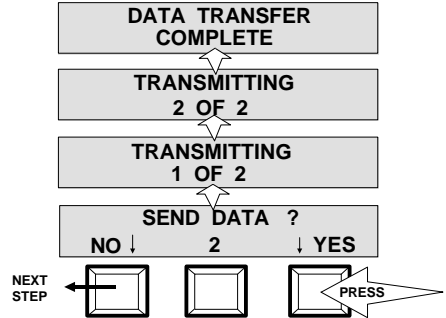 DATA TRANSFER
COMPLETE
TRANSMITTING
2 OF 2
TRANSMITTING
1 OF 2
SEND DATA ?
NO ↓ 2 ↓ YES
NEXT
STEP
PRESS